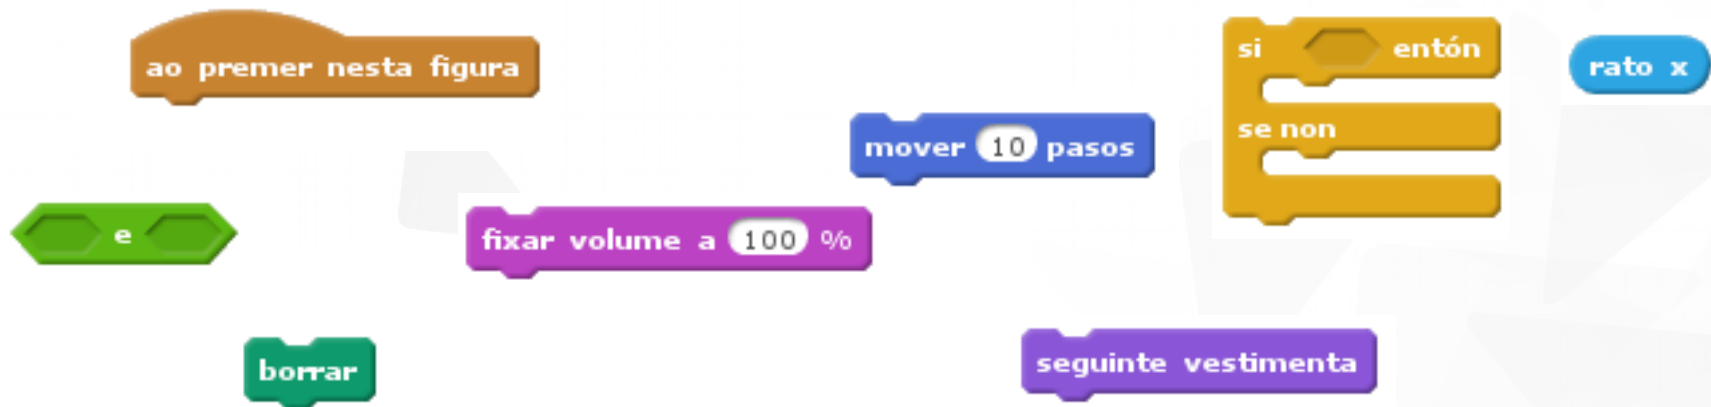 ao premer nesta figura
si entón
rato x
mover 10 pasos
se non
e
fixar volume a 100 %
borrar
seguinte vestimenta